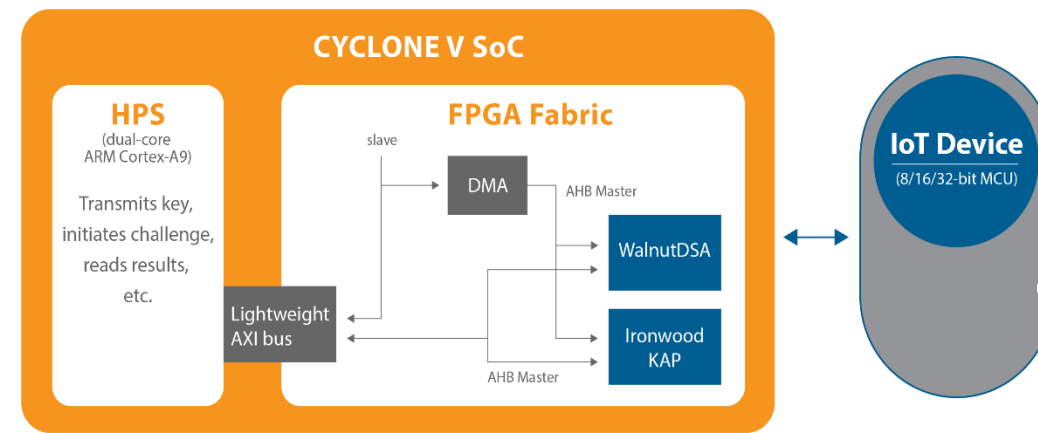 CYCLONE V SoC
HPS
(dual-core
ARM Cortex-A9)
Transmits key,
initiates challenge,
reads results,
etc.
Lightweight
AXI bus
FPGA Fabric
slave
DMA
AHB Master
WalnutDSA
Ironwood
KAP
AHB Master
IoT Device
(8/16/32-bit MCU)